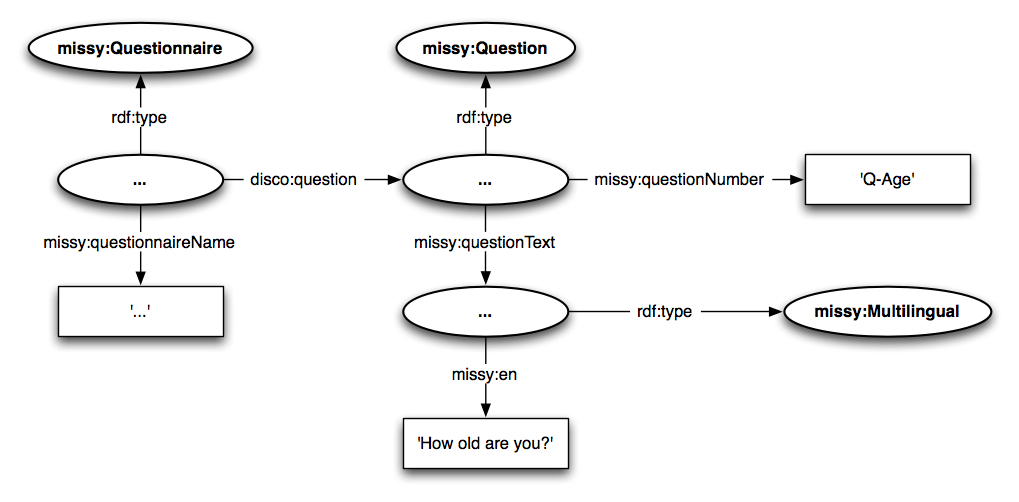 missy:Questionnaire
missy:Question
rdf:type
rdf:type
...
disco:question
...
missy:questionNumber
'Q-Age'
missy:questionnaireName
missy:questionText
'...'
...
rdf:type
missy:Multilingual
missy:en
'How old are you?'